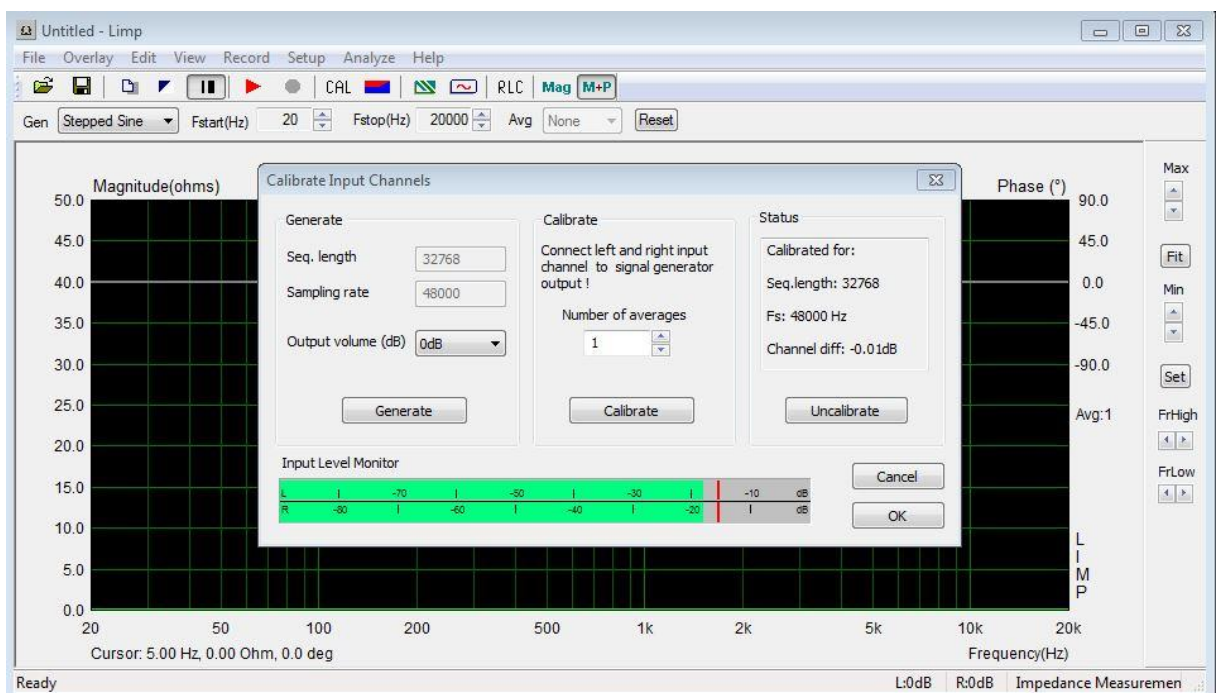 Untitled - Limp
File Overlay Edit View Record Setup Analyze Help
CAL RLC Mag M+P
Gen Stepped Sine Fstart(Hz) 20 Fstop(Hz) 20000 Avg None Reset
Magnitude(ohms)
50.0
45.0
40.0
35.0
30.0
25.0
20.0
15.0
10.0
5.0
0.0
Calibrate Input Channels
Generate
Seq. length 32768
Sampling rate 48000
Output volume (dB) 0dB
Generate
Calibrate
Connect left and right input
channel to signal generator
output !
Number of averages
1
Calibrate
Status
Calibrated for:
Seq.length: 32768
Fs: 48000 Hz
Channel diff: -0.01dB
Uncalibrate
Input Level Monitor
L -70 -50 -30 -10 dB
R -80 -60 -40 -20 dB
Cancel
OK
Phase (°)
90.0
45.0
0.0
-45.0
-90.0
Avg:1
LIMP
Max
Fit
Min
Set
FrHigh
FrLow
20 50 100 200 500 1k 2k 5k 10k 20k
Cursor: 5.00 Hz, 0.00 Ohm, 0.0 deg
Frequency(Hz)
Ready L:0dB R:0dB Impedance Measuremen